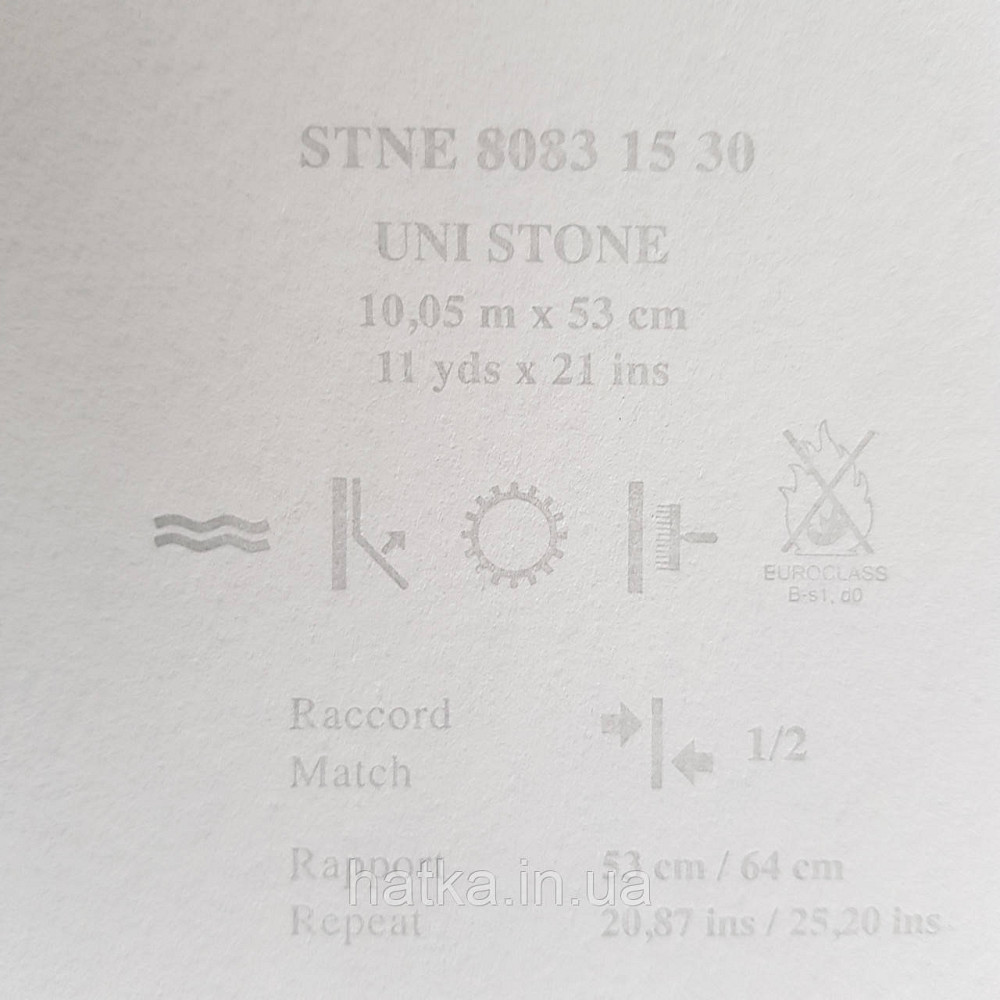 STNE 8083 15 30
UNI STONE
10,05 m x 53 cm
11 yds x 21 ins
EUROCLASS
B-s1, d0
Raccord
Match
1/2
Rapport
53 cm / 64 cm
hatka.in.ua
Repeat
20,87 ins / 25,20 ins